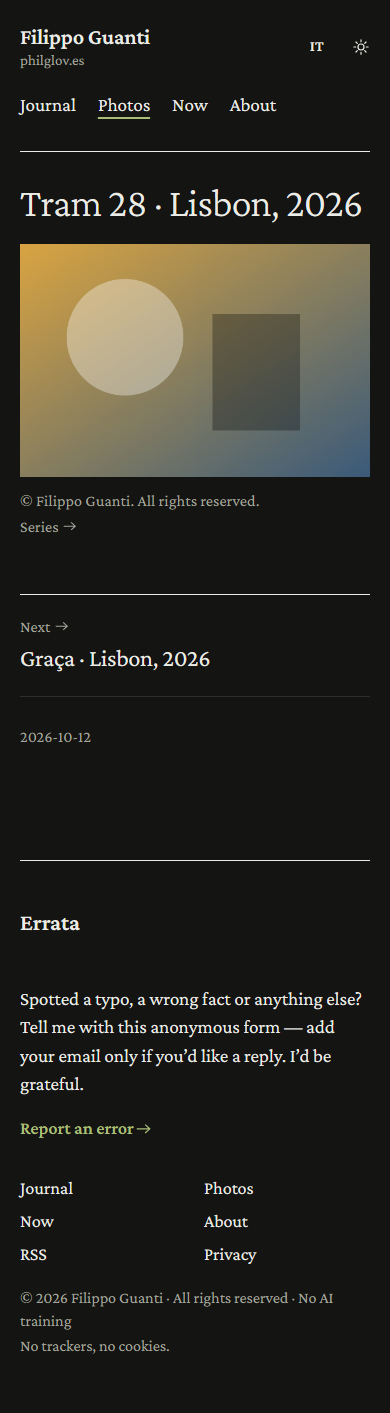 Filippo Guanti
philglov.es
IT
Journal Photos Now About
Tram 28 · Lisbon, 2026
© Filippo Guanti. All rights reserved.
Series →
Next →
Graça · Lisbon, 2026
2026-10-12
Errata
Spotted a typo, a wrong fact or anything else?
Tell me with this anonymous form — add
your email only if you’d like a reply. I’d be
grateful.
Report an error →
Journal Photos
Now About
RSS Privacy
© 2026 Filippo Guanti · All rights reserved · No AI
training
No trackers, no cookies.